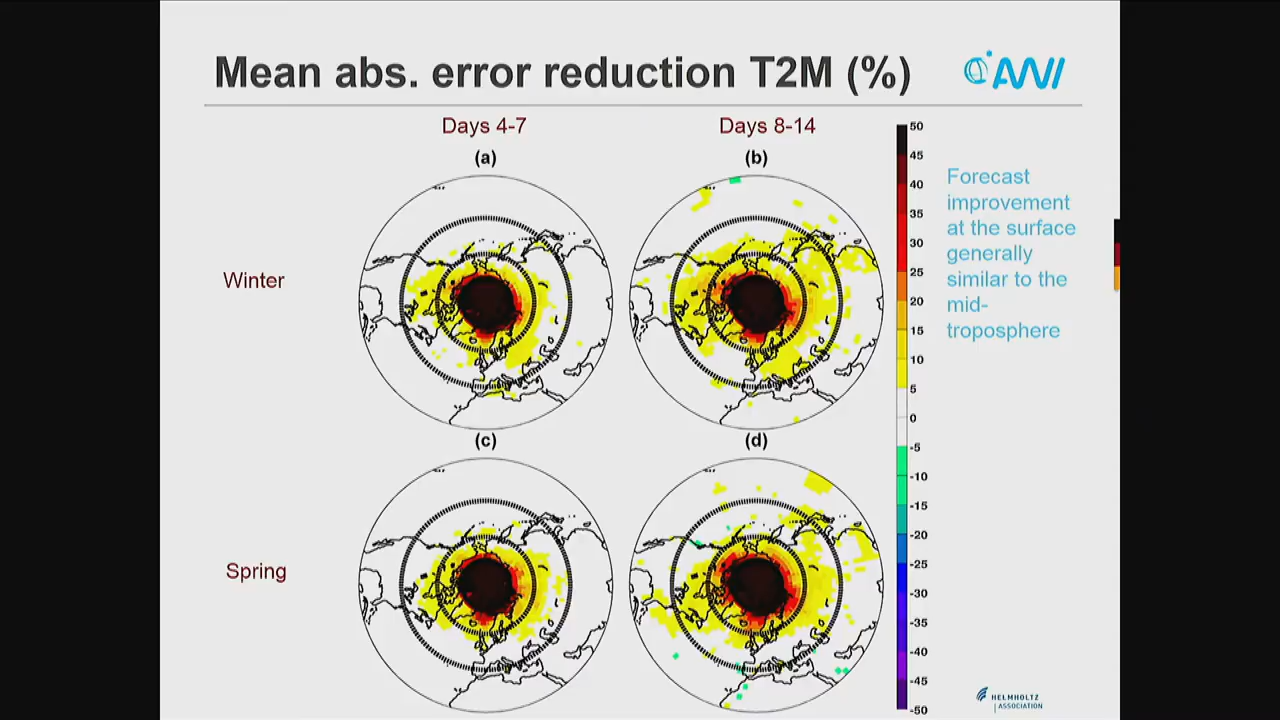 Mean abs. error reduction T2M (%)
AWI
Days 4-7
Days 8-14
(a)
(b)
Winter
(c)
(d)
Spring
50
45
40
35
30
25
20
15
10
5
0
-5
-10
-15
-20
-25
-30
-35
-40
-45
-50
Forecast
improvement
at the surface
generally
similar to the
mid-
troposphere
HELMHOLTZ
ASSOCIATION